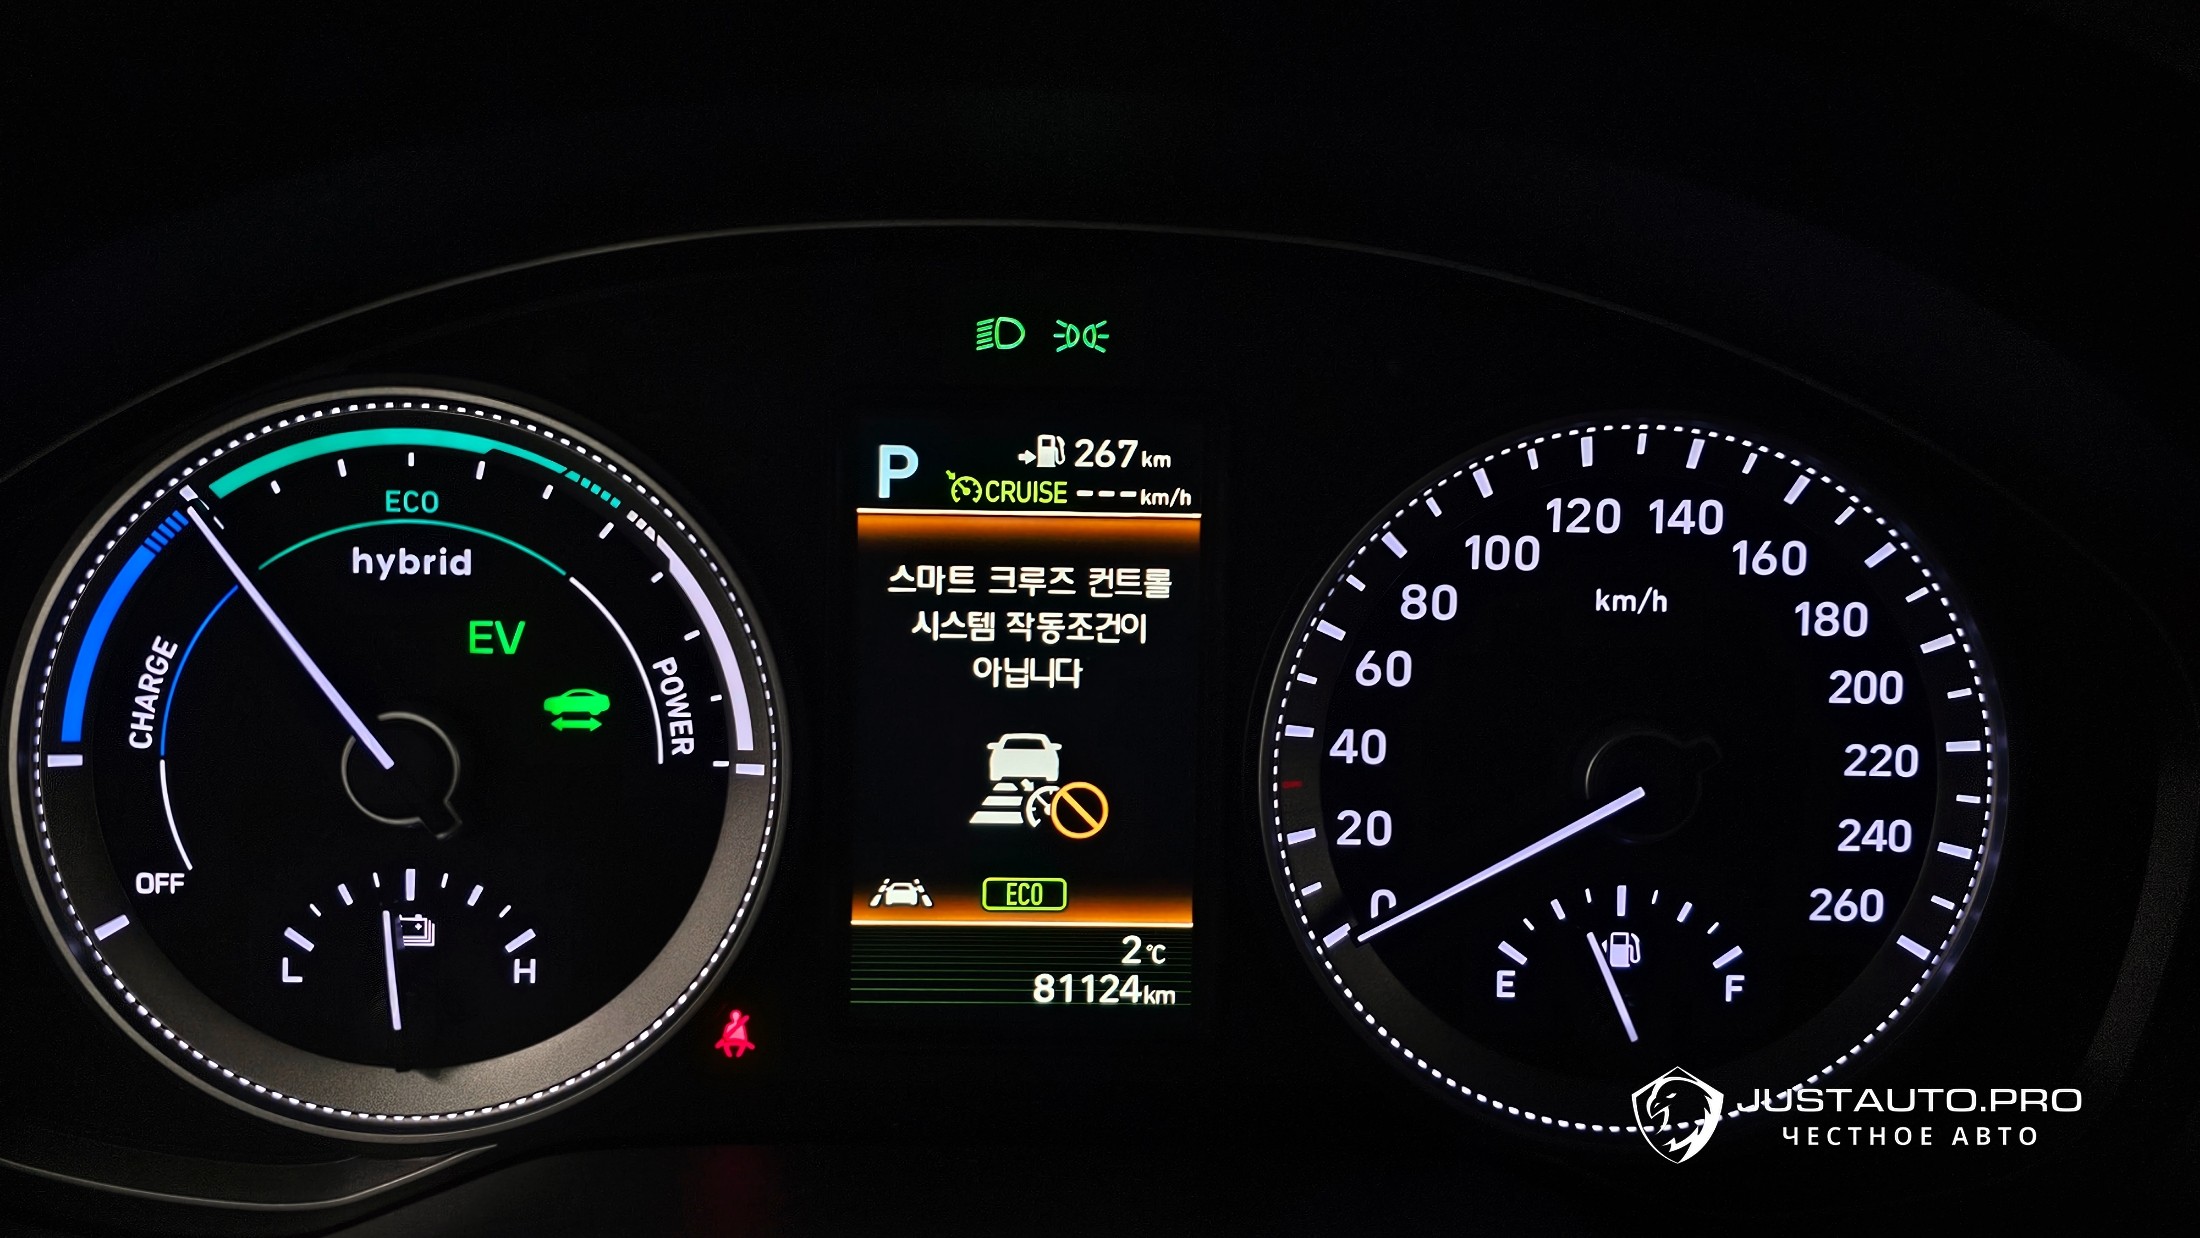 P
267 km
CRUISE ---km/h
스마트 크루즈 컨트롤
시스템 작동조건이
아닙니다
ECO
2 ℃
81124km
ECO
hybrid
EV
CHARGE
POWER
OFF
L
H
0
20
40
60
80
100
120
140
160
180
200
220
240
260
km/h
E
F
JUSTAUTO.PRO
ЧЕСТНОЕ АВТО